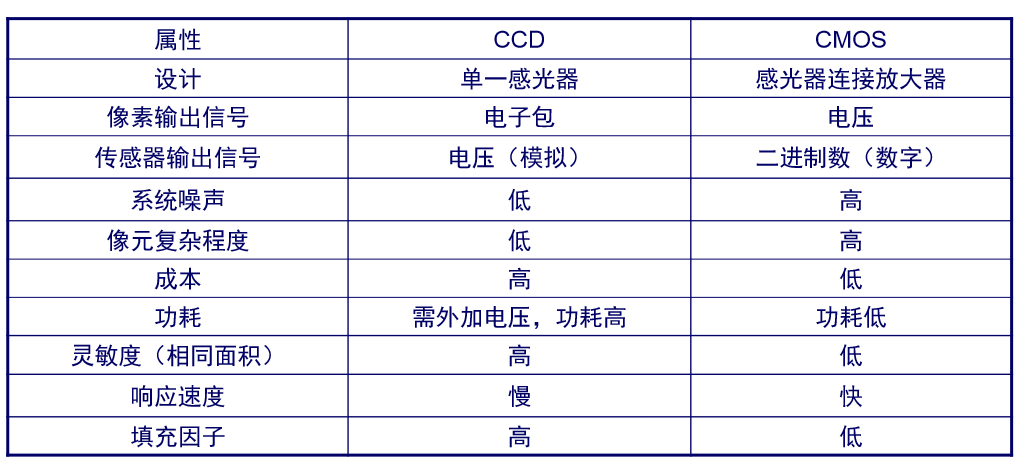 属性 CCD CMOS
设计 单一感光器 感光器连接放大器
像素输出信号 电子包 电压
传感器输出信号 电压（模拟） 二进制数（数字）
系统噪声 低 高
像元复杂程度 低 高
成本 高 低
功耗 需外加电压，功耗高 功耗低
灵敏度（相同面积） 高 低
响应速度 慢 快
填充因子 高 低